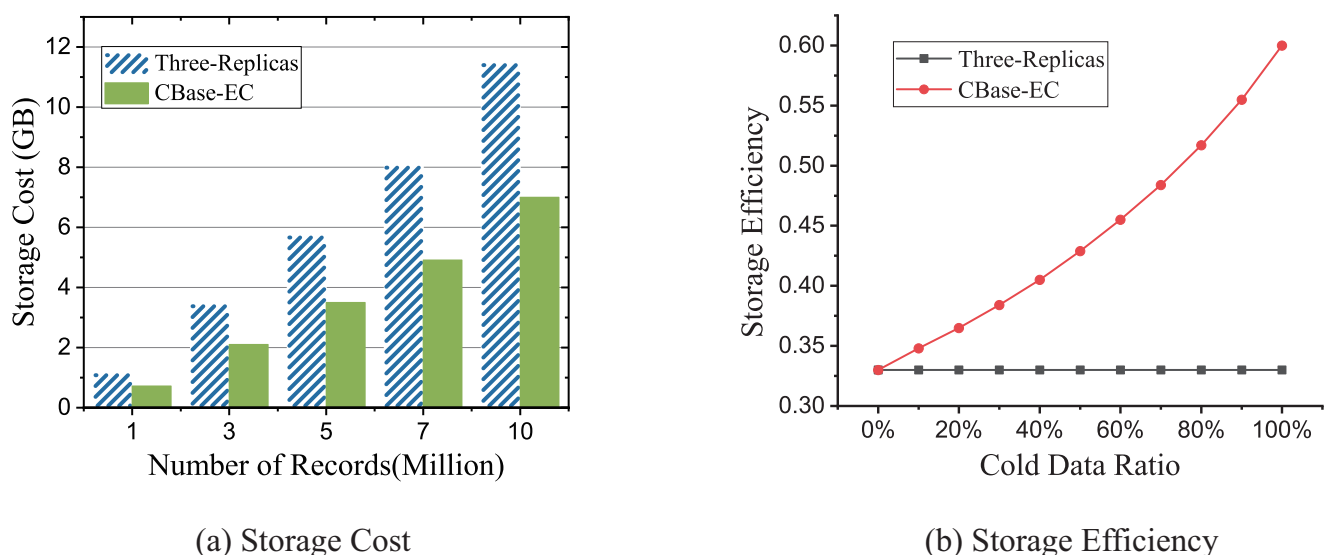 12
10
8
6
4
2
0
Storage Cost (GB)
Three-Replicas
CBase-EC
1 3 5 7 10
Number of Records(Million)
(a) Storage Cost
0.60
0.55
0.50
0.45
0.40
0.35
0.30
Storage Efficiency
Three-Replicas
CBase-EC
0% 20% 40% 60% 80% 100%
Cold Data Ratio
(b) Storage Efficiency